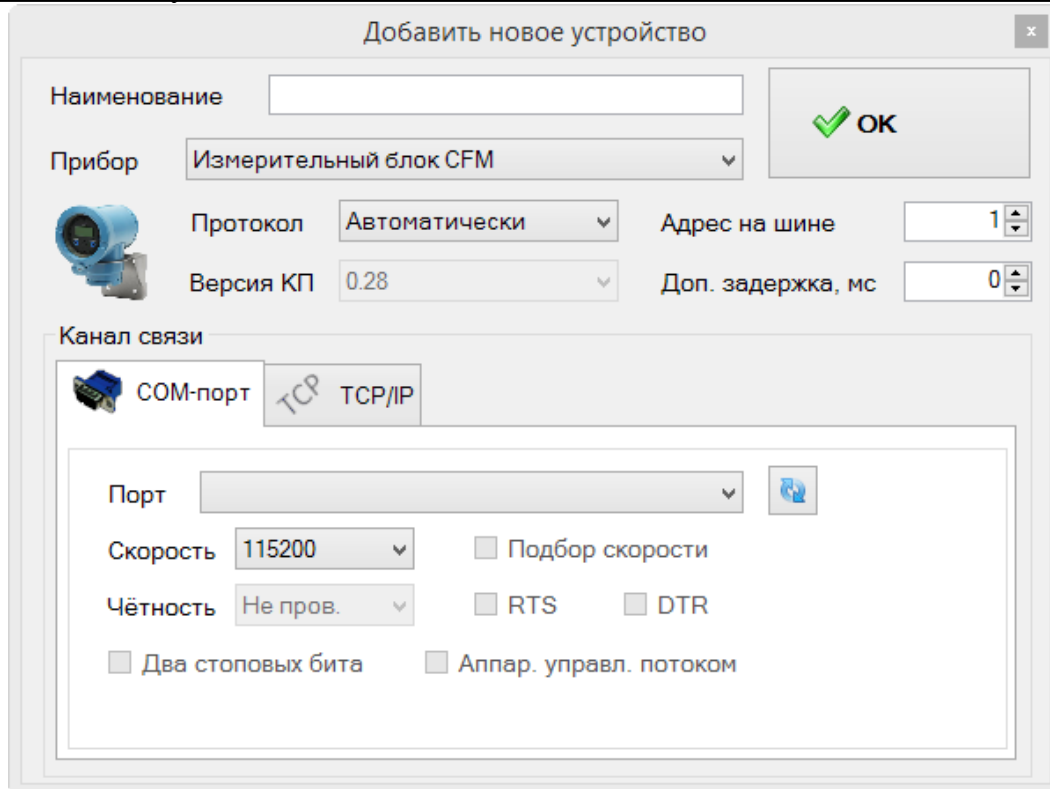 Добавить новое устройство
x
Наименование
OK
Прибор Измерительный блок CFM
Протокол Автоматически Адрес на шине 1
Версия КП 0.28 Доп. задержка, мс 0
Канал связи
COM-порт TCP TCP/IP
Порт
Скорость 115200 Подбор скорости
Чётность Не пров. RTS DTR
Два стоповых бита Аппар. управл. потоком